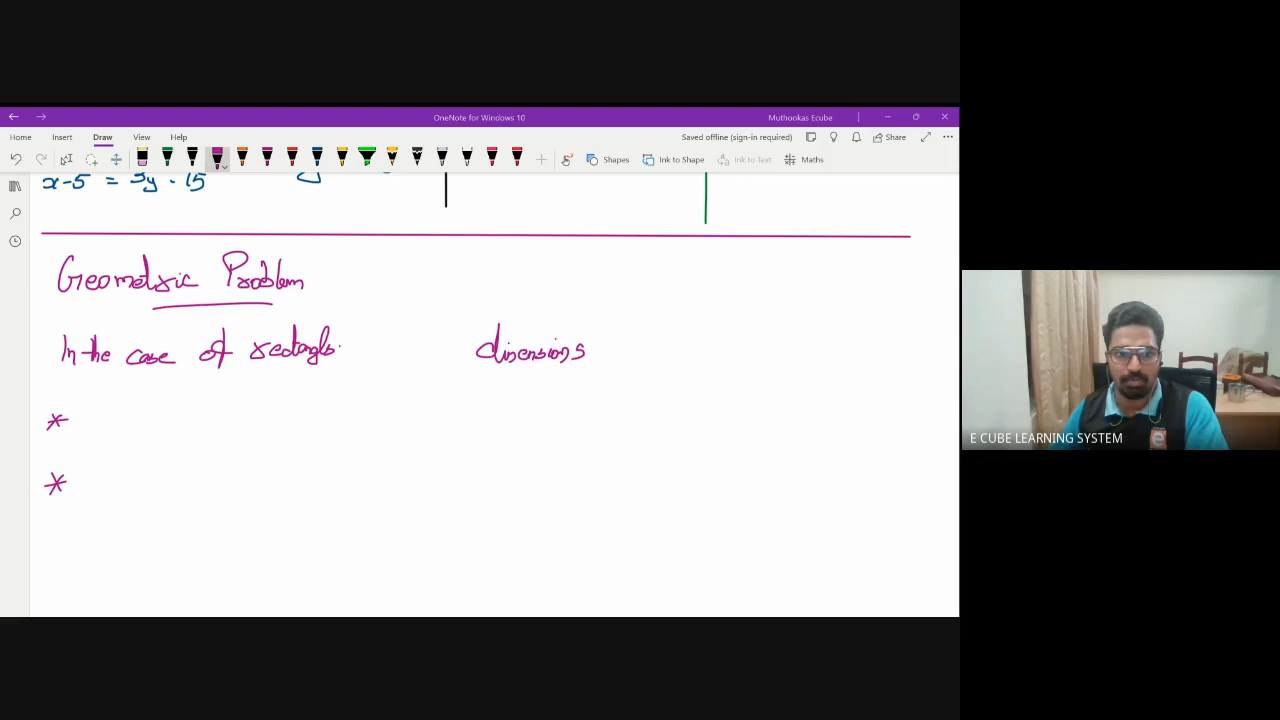 OneNote for Windows 10
Muthookas Ecube
Home Insert Draw View Help
Saved offline (sign-in required)
Share
Shapes
Ink to Shape
Ink to Text
Maths
x-5 = 3y-15
Geometric Problem
In the case of rectangle. dimensions
*
*
E CUBE LEARNING SYSTEM